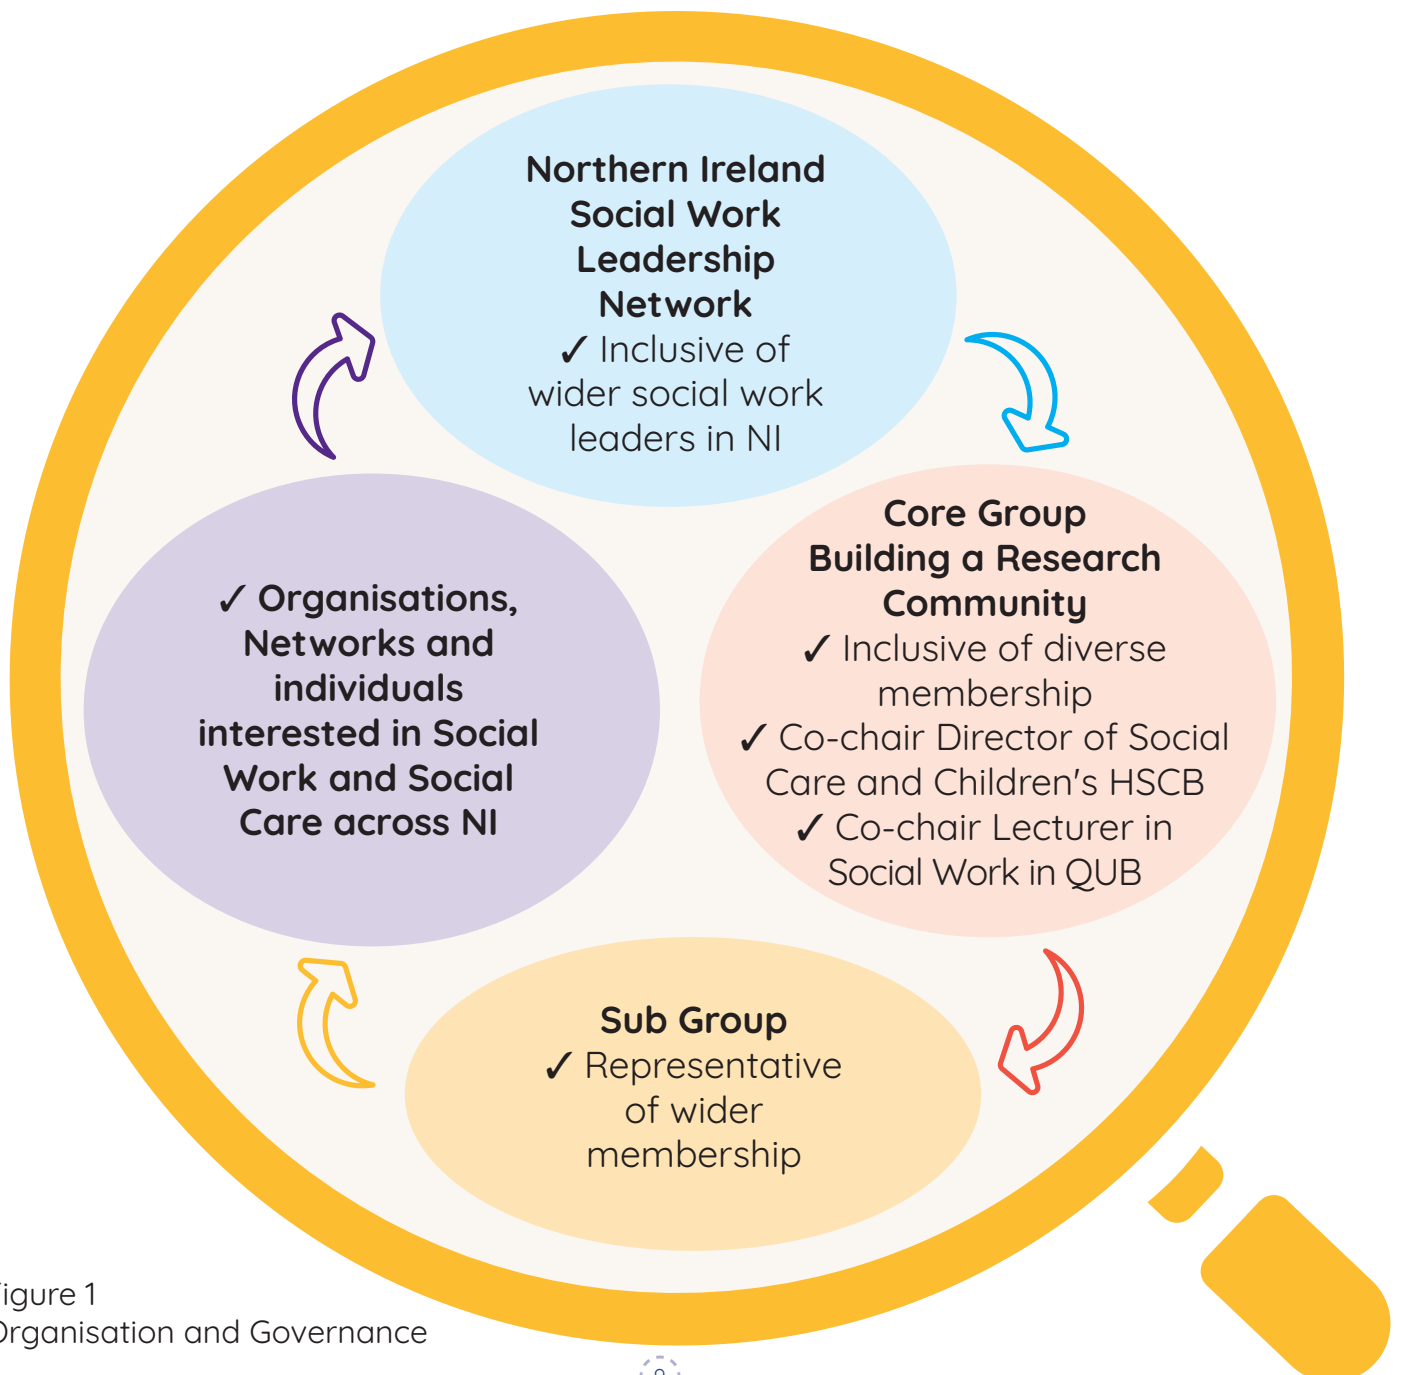 Northern Ireland
Social Work
Leadership
Network
✓ Inclusive of
wider social work
leaders in NI
Core Group
Building a Research
Community
✓ Inclusive of diverse
membership
✓ Co-chair Director of Social
Care and Children's HSCB
✓ Co-chair Lecturer in
Social Work in QUB
✓ Organisations,
Networks and
individuals
interested in Social
Work and Social
Care across NI
Sub Group
✓ Representative
of wider
membership
igure 1
Organisation and Governance